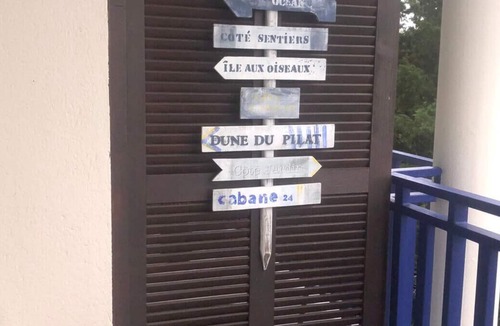 OCÉAN
CÔTÉ SENTIERS
ÎLE AUX OISEAUX
DUNE DU PILAT
cabane 24